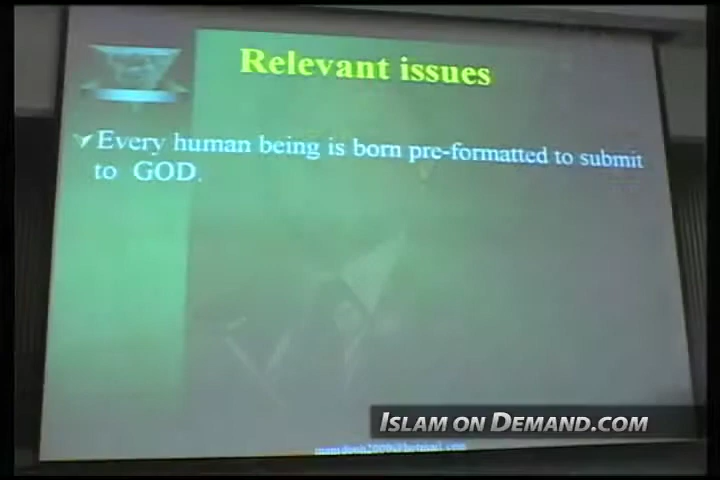 Relevant issues
Every human being is born pre-formatted to submit
to GOD.
ISLAM ON DEMAND.COM